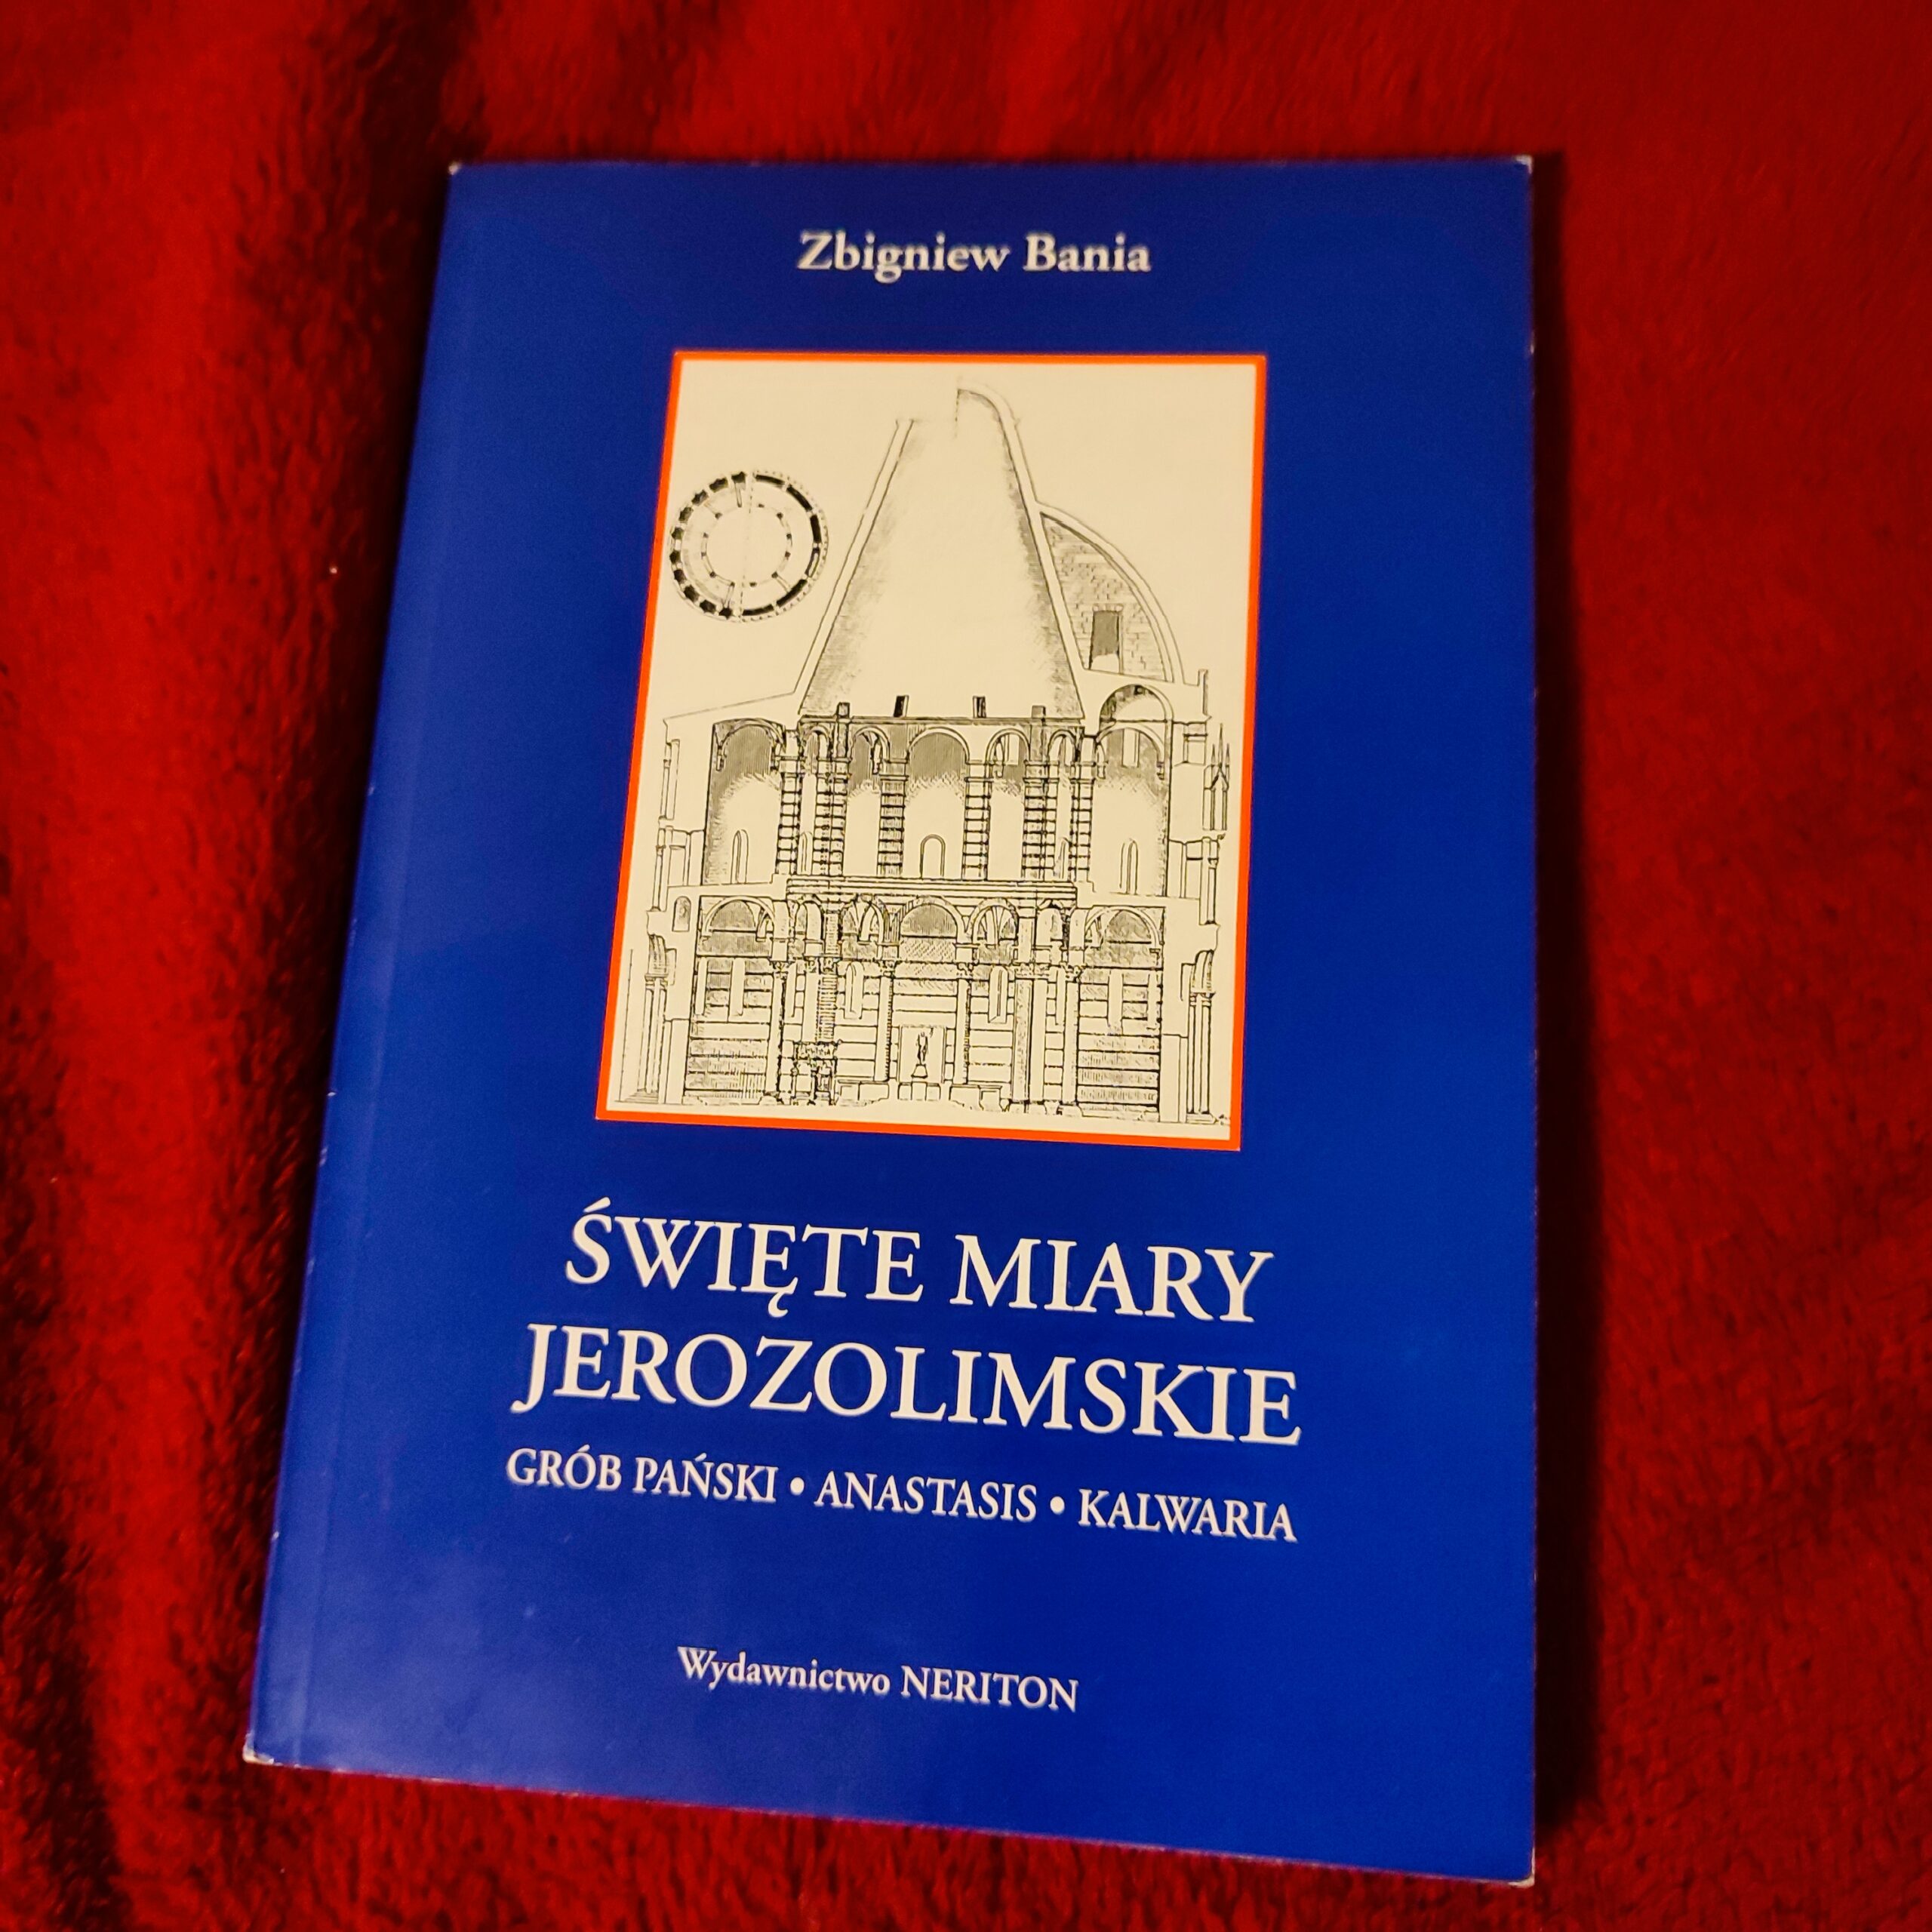 Zbigniew Bania
ŚWIĘTE MIARY
JEROZOLIMSKIE
GRÓB PAŃSKI • ANASTASIS • KALWARIA
Wydawnictwo NERITON